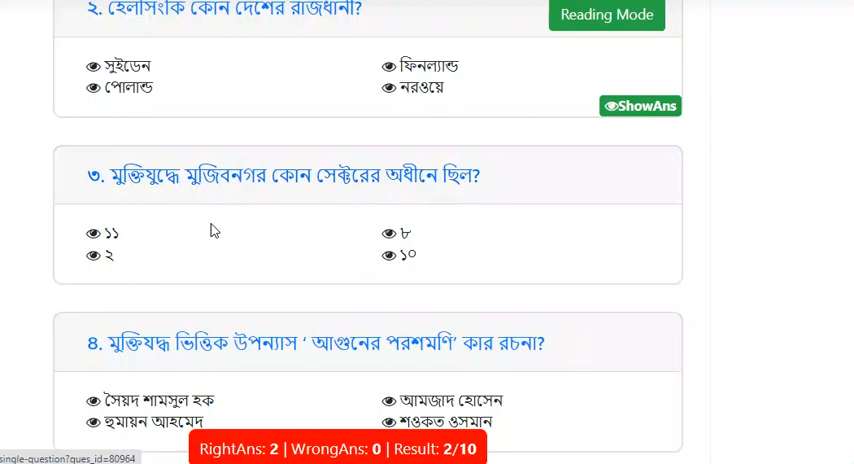 ২. হেলসিংকি কোন দেশের রাজধানী?
Reading Mode
সুইডেন
ফিনল্যান্ড
পোলান্ড
নরওয়ে
ShowAns
৩. মুক্তিযুদ্ধে মুজিবনগর কোন সেক্টরের অধীনে ছিল?
১১
৮
২
১০
৪. মুক্তিযদ্ধ ভিত্তিক উপন্যাস ‘ আগুনের পরশমণি’ কার রচনা?
সৈয়দ শামসুল হক
আমজাদ হোসেন
হুমায়ন আহমেদ
শওকত ওসমান
RightAns: 2 | WrongAns: 0 | Result: 2/10
single-question?ques_id=80964